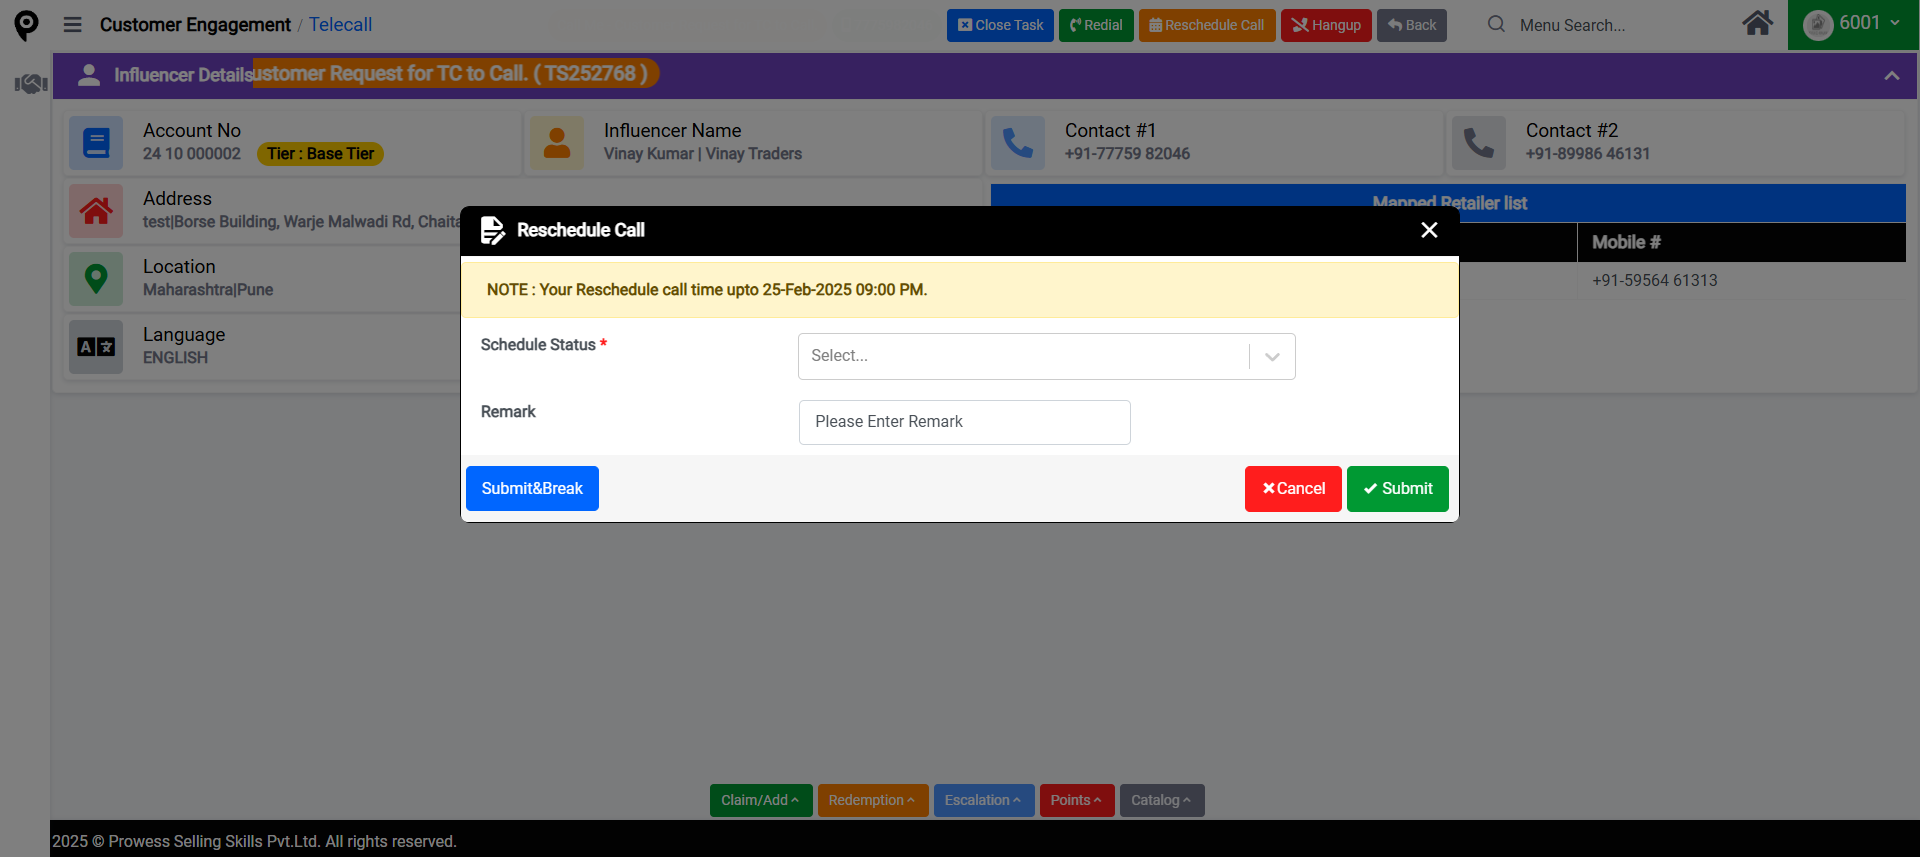 Customer Engagement / Telecall
Close Task
Redial
Reschedule Call
Hangup
Back
Menu Search...
6001
Influencer Details
ustomer Request for TC to Call. ( TS252768 )
Account No
24 10 000002
Tier : Base Tier
Influencer Name
Vinay Kumar | Vinay Traders
Contact #1
+91-77759 82046
Contact #2
+91-89986 46131
Address
test|Borse Building, Warje Malwadi Rd, Chaita
Mapped Retailer list
Mobile #
+91-59564 61313
Location
Maharashtra|Pune
Language
ENGLISH
Reschedule Call
NOTE : Your Reschedule call time upto 25-Feb-2025 09:00 PM.
Schedule Status *
Select...
Remark
Please Enter Remark
Submit&Break
Cancel
Submit
Claim/Add
Redemption
Escalation
Points
Catalog
2025 © Prowess Selling Skills Pvt.Ltd. All rights reserved.